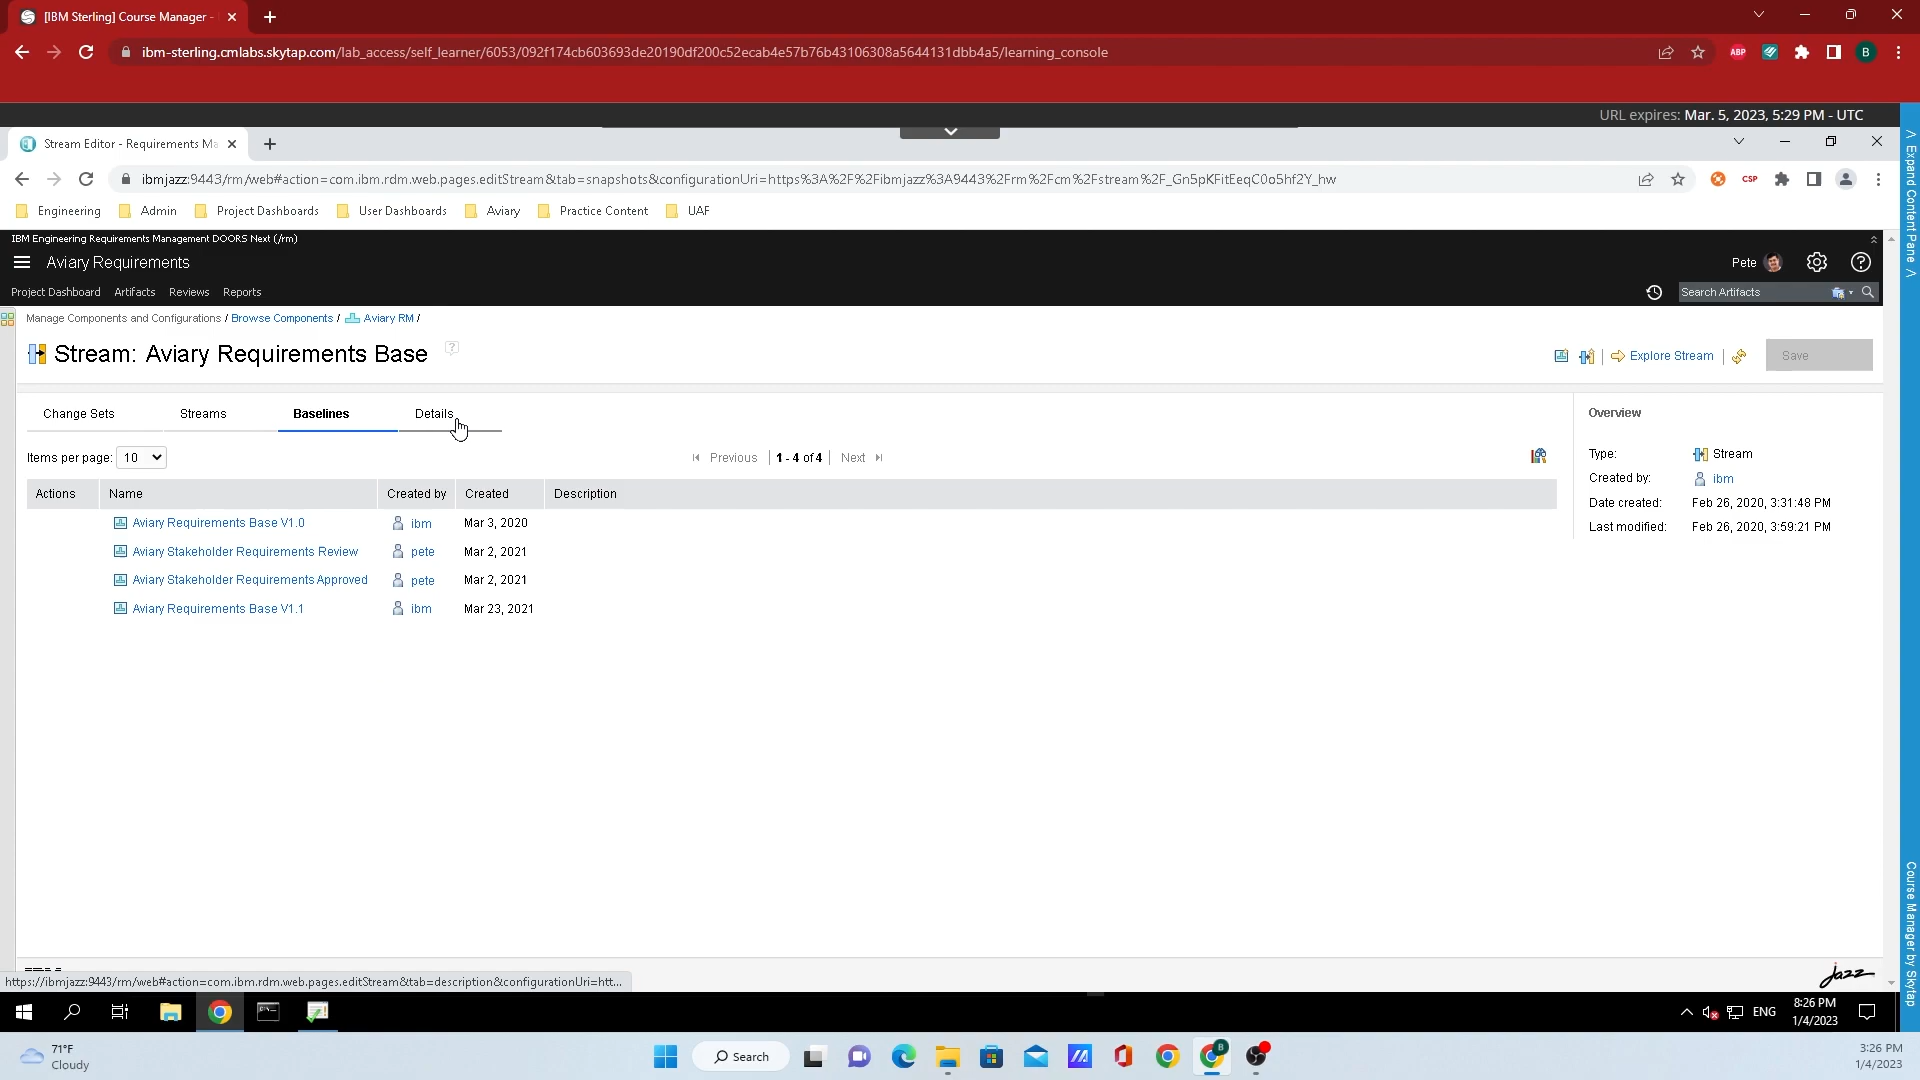 [IBM Sterling] Course Manager -
ibm-sterling.cmlabs.skytap.com/lab_access/self_learner/6053/092f174cb603693de20190df200c52ecab4e57b76b43106308a5644131dbb4a5/learning_console
ABP
B
URL expires: Mar. 5, 2023, 5:29 PM - UTC
Stream Editor - Requirements Ma
ibmjazz:9443/rm/web#action=com.ibm.rdm.web.pages.editStream&tab=snapshots&configurationUri=https%3A%2F%2Fibmjazz%3A9443%2Frm%2Fcm%2Fstream%2F_Gn5pKFitEeqC0o5hf2Y_hw
CSP
Engineering Admin Project Dashboards User Dashboards Aviary Practice Content UAF
IBM Engineering Requirements Management DOORS Next (/rm)
Aviary Requirements
Pete
Project Dashboard Artifacts Reviews Reports
Search Artifacts
Manage Components and Configurations / Browse Components / Aviary RM /
Stream: Aviary Requirements Base
?
Explore Stream
Save
Change Sets Streams Baselines Details
Items per page: 10
Previous 1 - 4 of 4 Next
Actions Name Created by Created Description
Aviary Requirements Base V1.0 ibm Mar 3, 2020
Aviary Stakeholder Requirements Review pete Mar 2, 2021
Aviary Stakeholder Requirements Approved pete Mar 2, 2021
Aviary Requirements Base V1.1 ibm Mar 23, 2021
Overview
Type: Stream
Created by: ibm
Date created: Feb 26, 2020, 3:31:48 PM
Last modified: Feb 26, 2020, 3:59:21 PM
< Expand Content Pane <
Course Manager by Skytap
https://ibmjazz:9443/rm/web#action=com.ibm.rdm.web.pages.editStream&tab=description&configurationUri=htt...
Jazz
ENG
8:26 PM
1/4/2023
71°F
Cloudy
Search
B
3:26 PM
1/4/2023